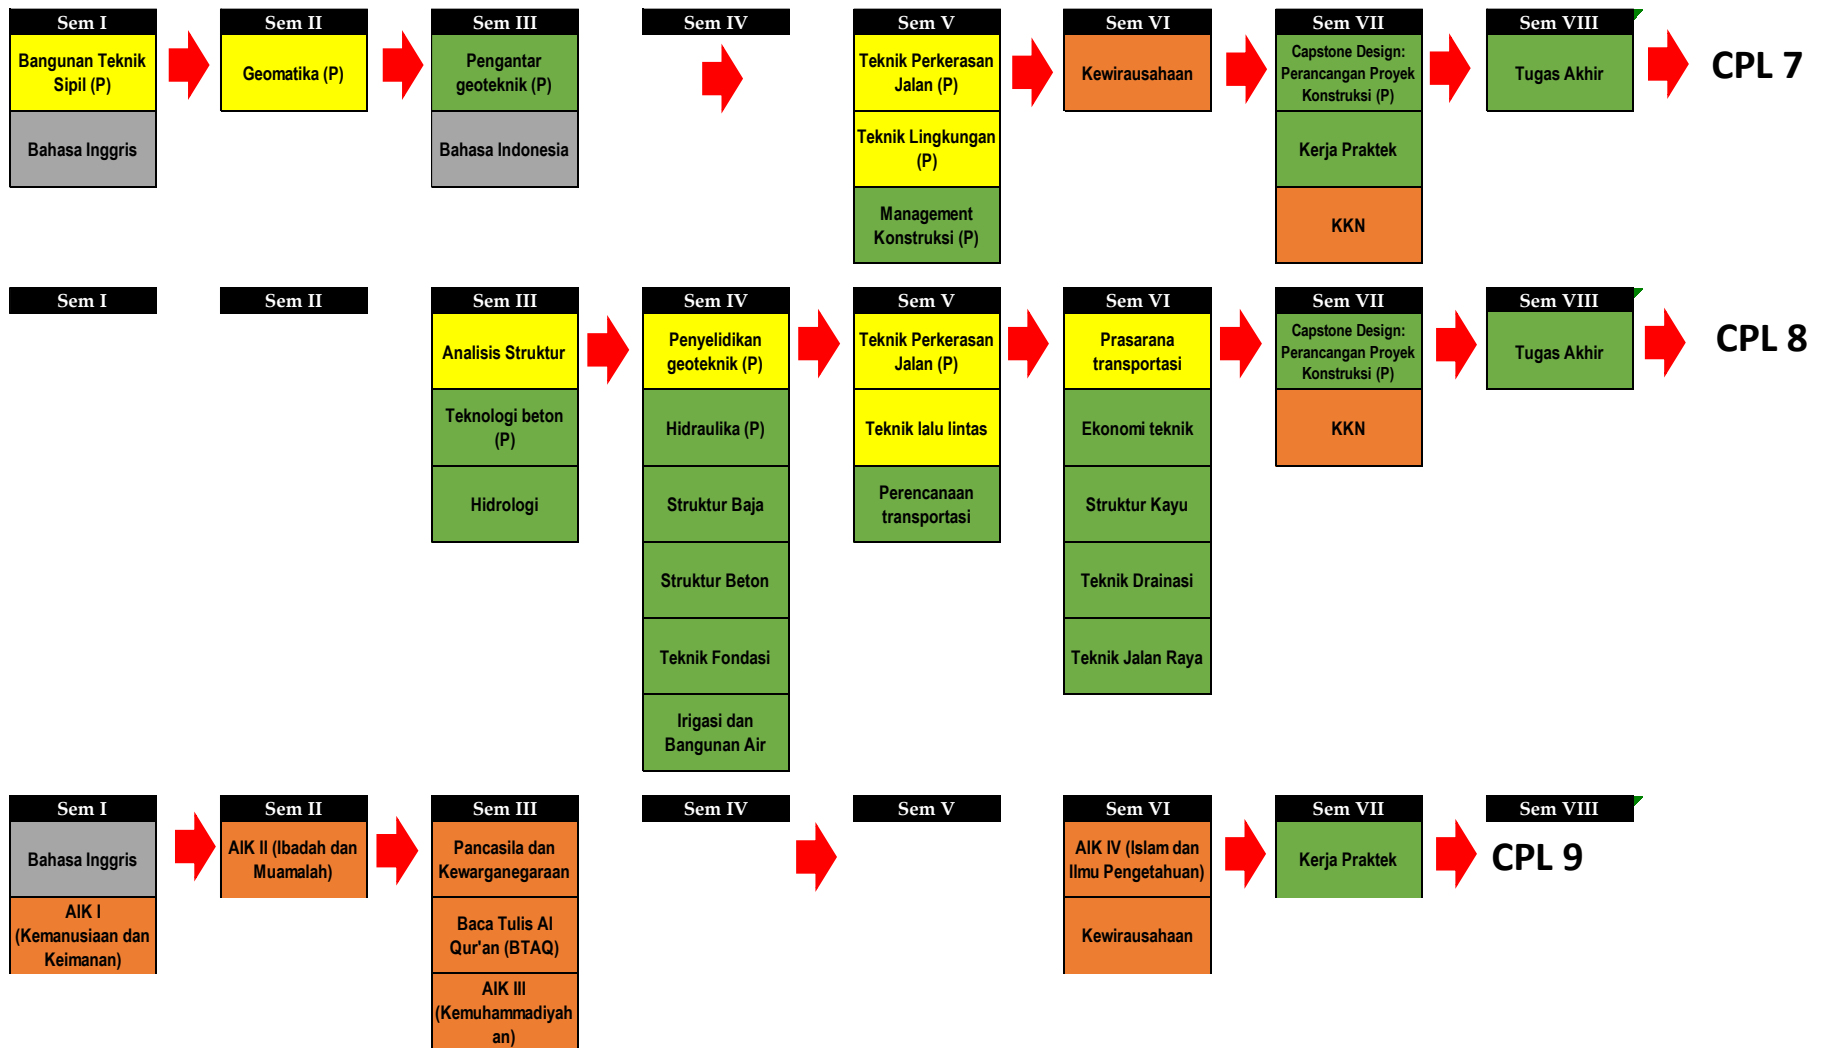 Sem I
Sem II
Sem III
Sem IV
Sem V
Sem VI
Sem VII
Sem VIII
Bangunan Teknik
Sipil (P)
Geomatika (P)
Pengantar
geoteknik (P)
Teknik Perkerasan
Jalan (P)
Kewirausahaan
Capstone Design:
Perancangan Proyek
Konstruksi (P)
Tugas Akhir
CPL 7
Bahasa Inggris
Bahasa Indonesia
Teknik Lingkungan
(P)
Kerja Praktek
Management
Konstruksi (P)
KKN
Sem I
Sem II
Sem III
Sem IV
Sem V
Sem VI
Sem VII
Sem VIII
Analisis Struktur
Penyelidikan
geoteknik (P)
Teknik Perkerasan
Jalan (P)
Prasarana
transportasi
Capstone Design:
Perancangan Proyek
Konstruksi (P)
Tugas Akhir
CPL 8
Teknologi beton
(P)
Hidraulika (P)
Teknik lalu lintas
Ekonomi teknik
KKN
Hidrologi
Struktur Baja
Perencanaan
transportasi
Struktur Kayu
Struktur Beton
Teknik Drainasi
Teknik Fondasi
Teknik Jalan Raya
Irigasi dan
Bangunan Air
Sem I
Sem II
Sem III
Sem IV
Sem V
Sem VI
Sem VII
Sem VIII
Bahasa Inggris
AIK II (Ibadah dan
Muamalah)
Pancasila dan
Kewarganegaraan
AIK IV (Islam dan
Ilmu Pengetahuan)
Kerja Praktek
CPL 9
AIK I
(Kemanusiaan dan
Keimanan)
Baca Tulis Al
Qur'an (BTAQ)
Kewirausahaan
AIK III
(Kemuhammadiyah
an)